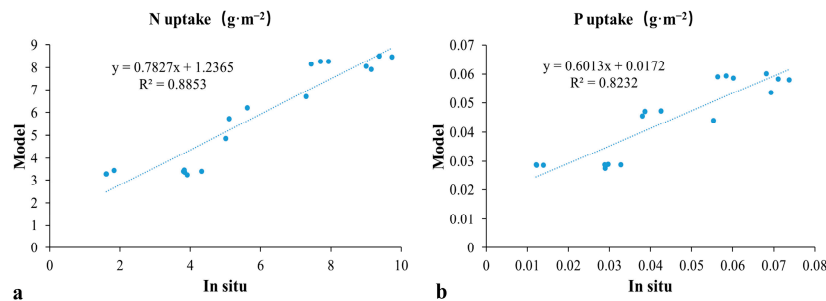 N uptake (g·m⁻²)
9
8
7
6
5
4
3
2
1
0
Model
y = 0.7827x + 1.2365
R² = 0.8853
0 2 4 6 8 10
In situ
a
P uptake (g·m⁻²)
0.07
0.06
0.05
0.04
0.03
0.02
0.01
0
Model
y = 0.6013x + 0.0172
R² = 0.8232
0 0.01 0.02 0.03 0.04 0.05 0.06 0.07 0.08
In situ
b